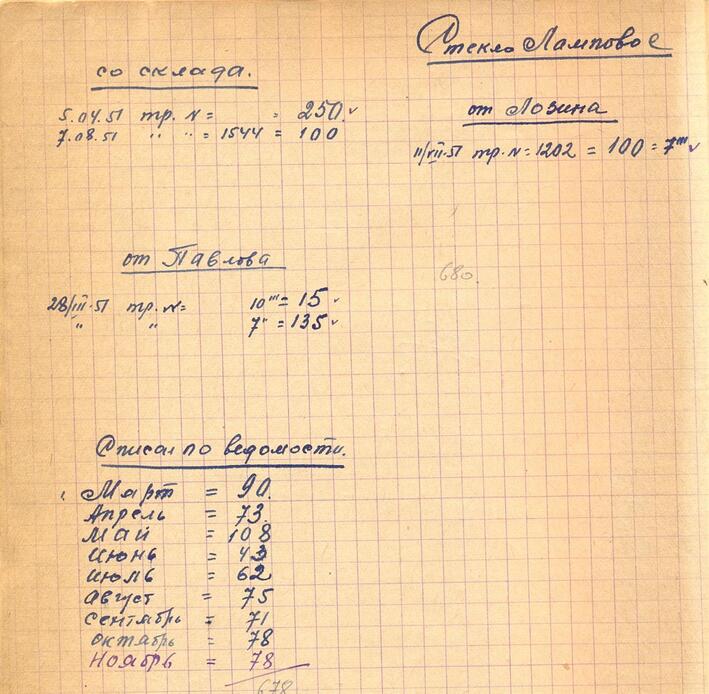 Стекло Ламповое
со склада.
5.04.51 тр. N = = 250.
7.08.51 " " = 1544 = 100
от Лозина
11/VII-51 тр. N = 1202 = 100 = 7'''
от Павлова
28/III-51 тр. N = 10''' = 15
" " 7" = 135
680.
Списал по ведомости.
Март = 90.
Апрель = 73.
Май = 108
Июнь = 43
Июль = 62
Август = 75
Сентябрь = 71
Октябрь = 78
Ноябрь = 78
678